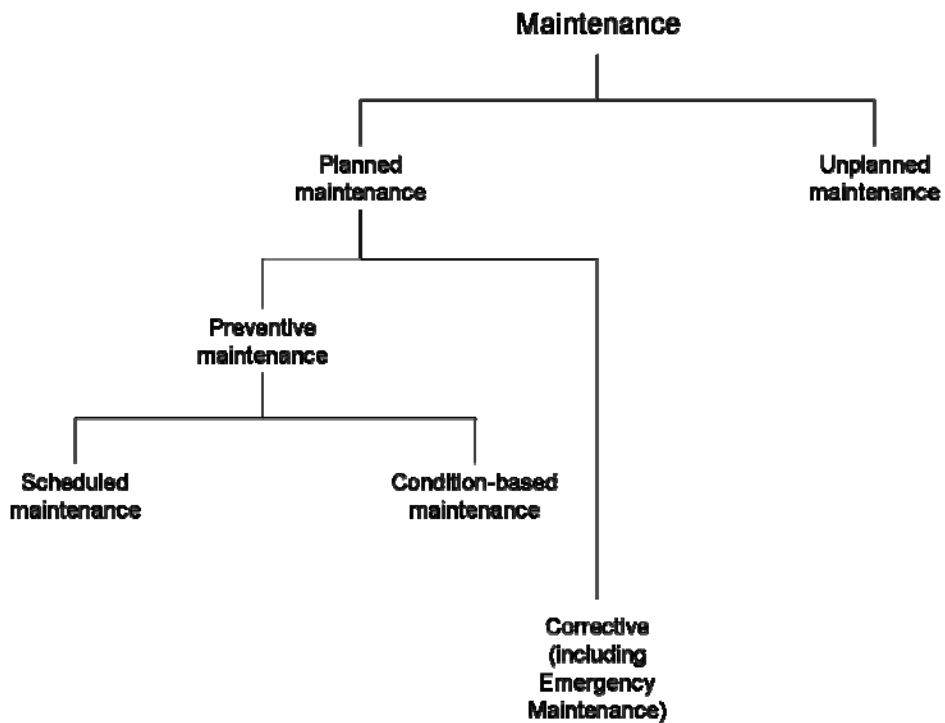 Maintenance
Planned
maintenance
Unplanned
maintenance
Preventive
maintenance
Scheduled
maintenance
Condition-based
maintenance
Corrective
(including
Emergency
Maintenance)